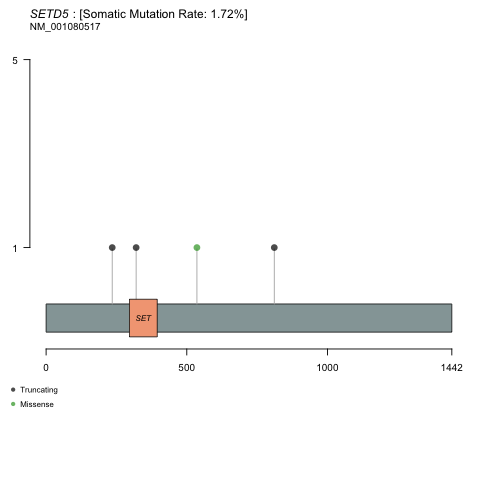 SETD5 : [Somatic Mutation Rate: 1.72%]
NM_001080517
5
1
SET
0 500 1000 1442
Truncating
Missense